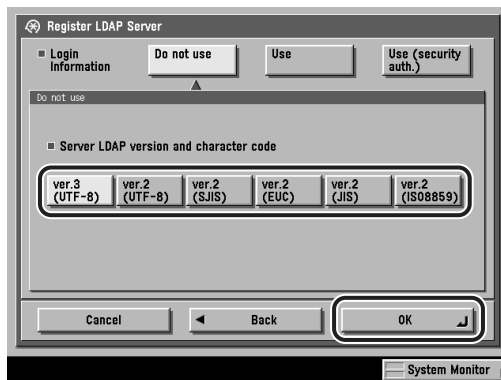 Register LDAP Server
Login
Information
Do not use
Use
Use (security
auth.)
Do not use
Server LDAP version and character code
ver.3
(UTF-8)
ver.2
(UTF-8)
ver.2
(SJIS)
ver.2
(EUC)
ver.2
(JIS)
ver.2
(ISO8859)
Cancel
Back
OK
System Monitor